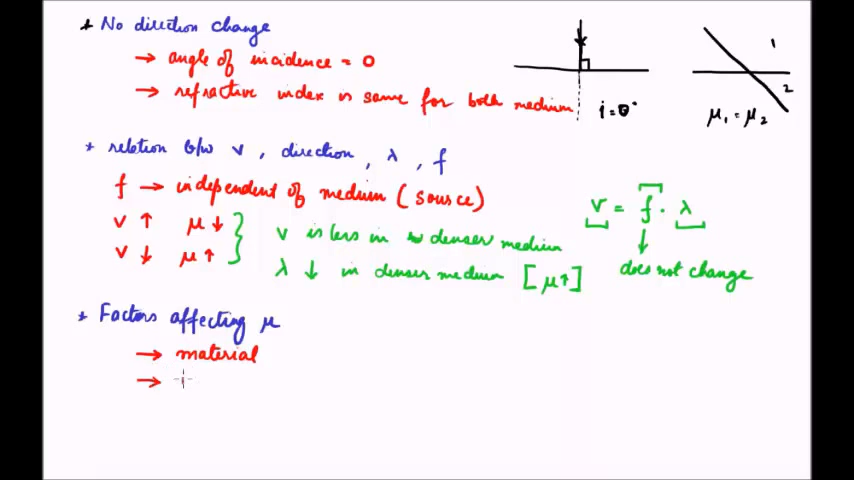 * No direction change
→ angle of incidence = 0
→ refractive index is same for both medium
i = 0°
1
2
μ₁ = μ₂
* relation b/w v, direction, λ, f
f → independent of medium (source)
v ↑ μ ↓
v ↓ μ ↑
v is less in denser medium
λ ↓ in denser medium [μ↑]
v = f · λ
does not change
* Factors affecting μ
→ material
→